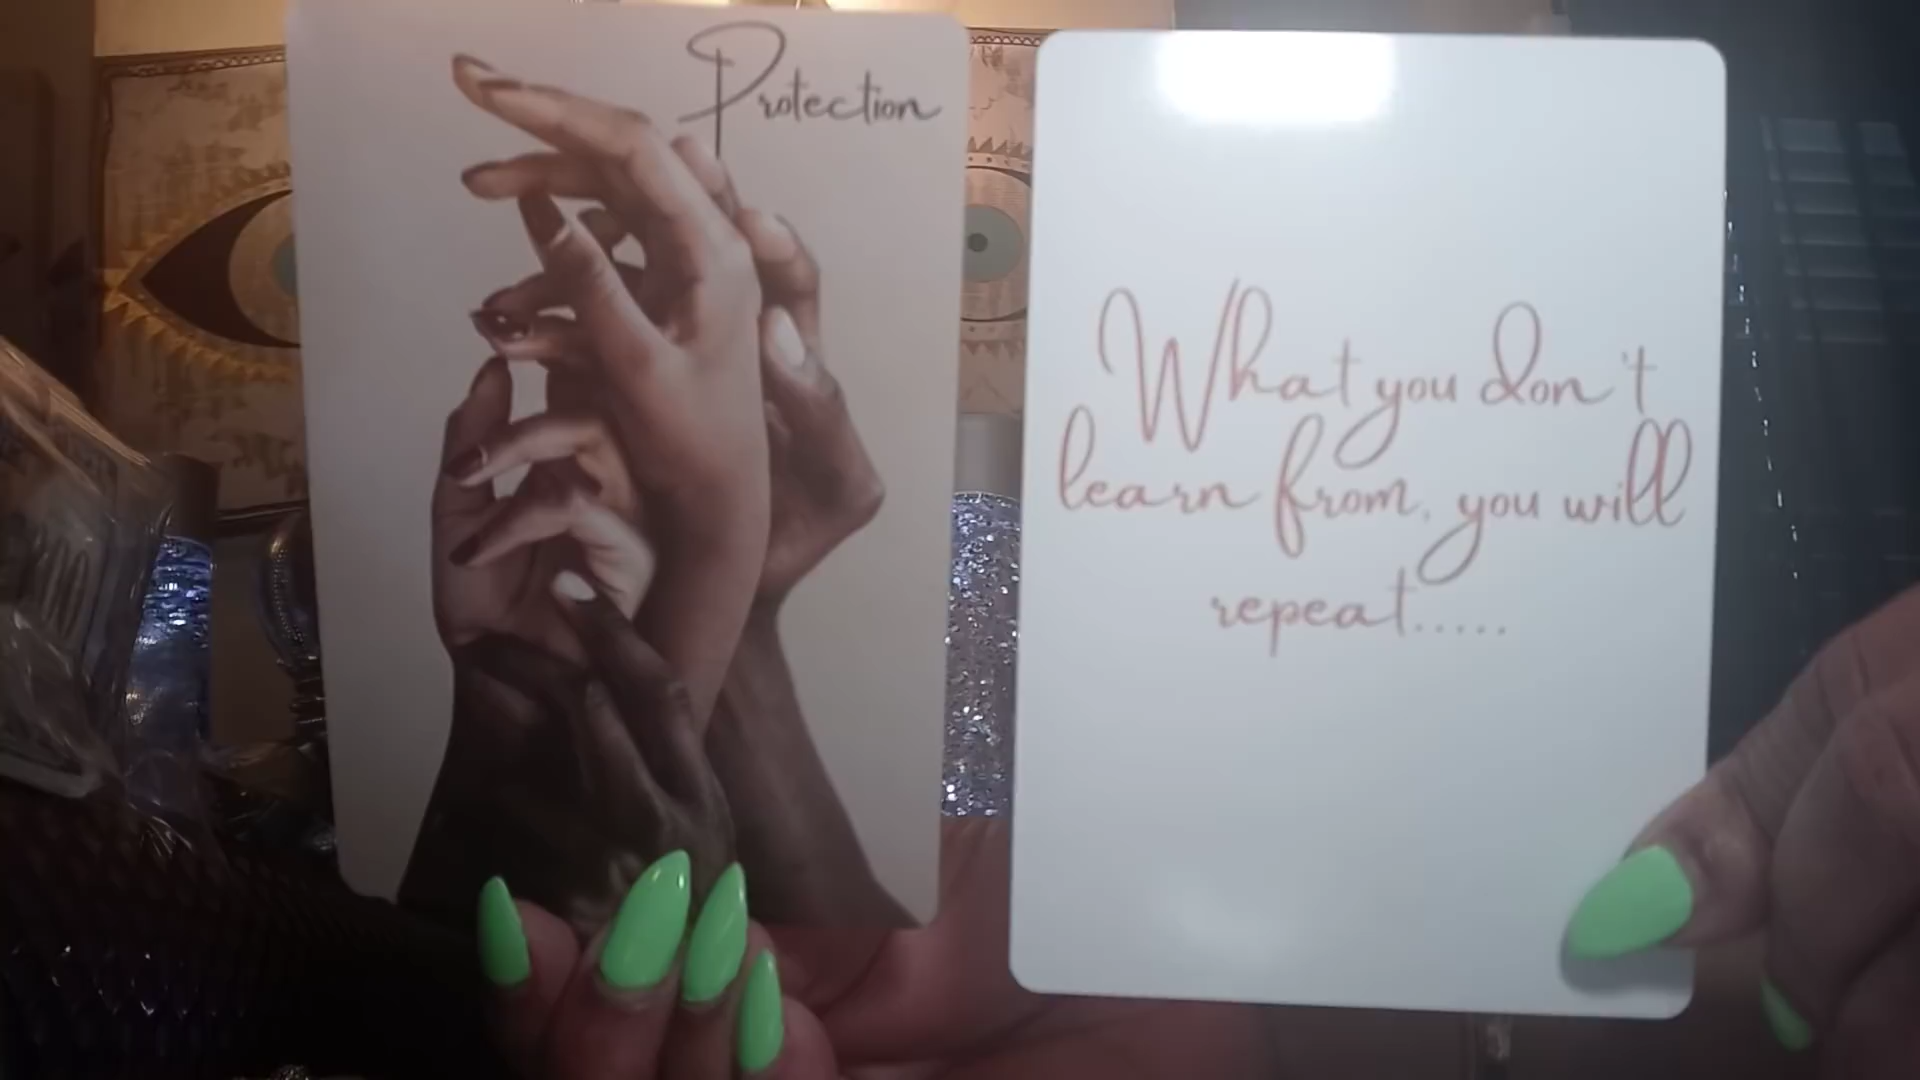 Protection
What you don't
learn from, you will
repeat.....